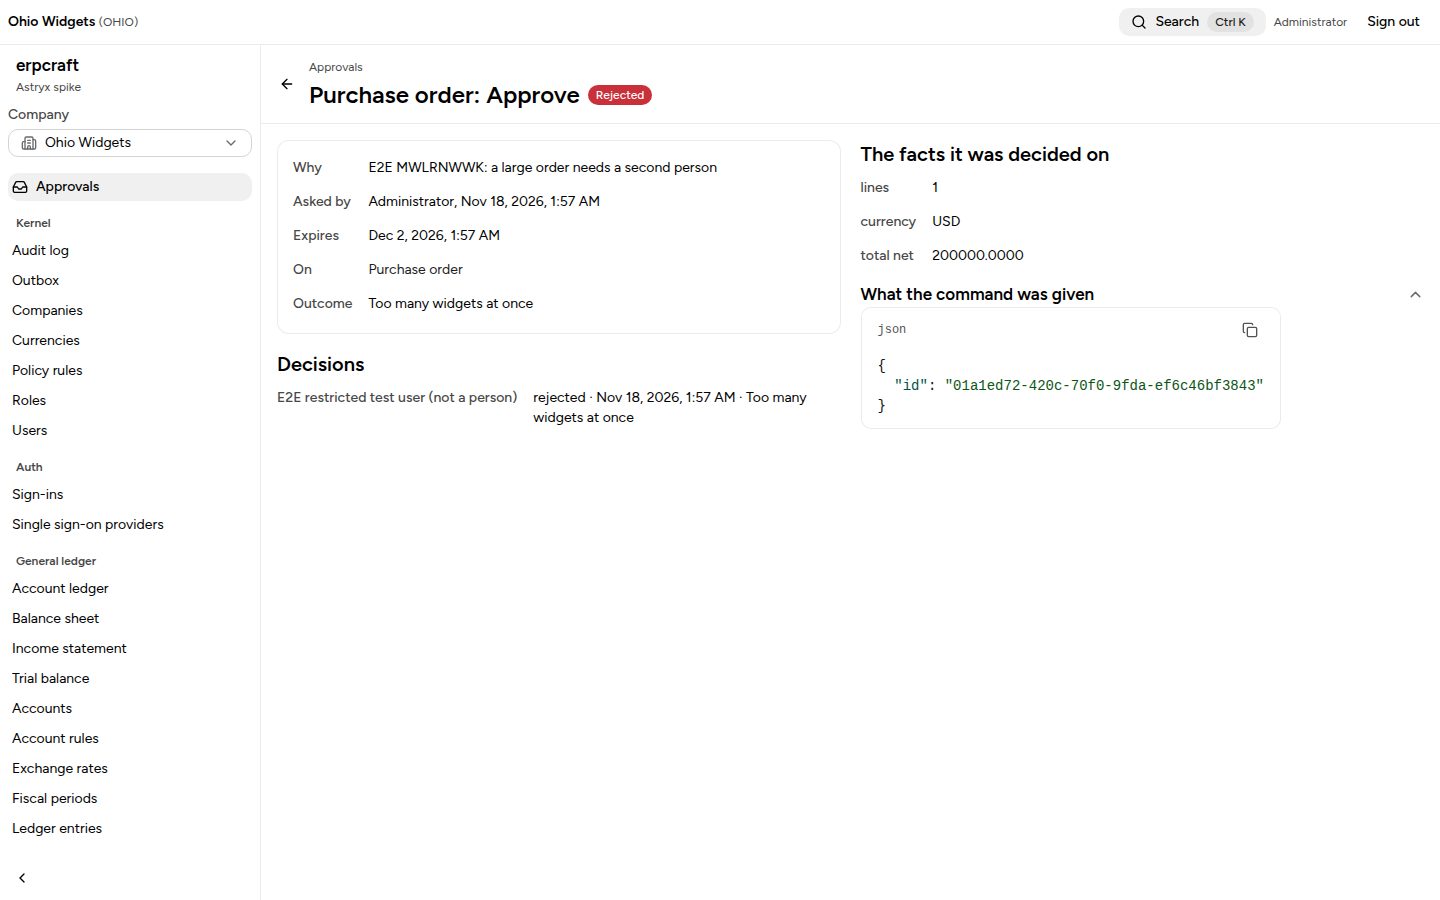 Ohio Widgets (OHIO)
Search Ctrl K
Administrator
Sign out
erpcraft
Astryx spike
Company
Ohio Widgets
Approvals
Kernel
Audit log
Outbox
Companies
Currencies
Policy rules
Roles
Users
Auth
Sign-ins
Single sign-on providers
General ledger
Account ledger
Balance sheet
Income statement
Trial balance
Accounts
Account rules
Exchange rates
Fiscal periods
Ledger entries
Approvals
Purchase order: Approve Rejected
Why E2E MWLRNWWK: a large order needs a second person
Asked by Administrator, Nov 18, 2026, 1:57 AM
Expires Dec 2, 2026, 1:57 AM
On Purchase order
Outcome Too many widgets at once
Decisions
E2E restricted test user (not a person) rejected · Nov 18, 2026, 1:57 AM · Too many
widgets at once
The facts it was decided on
lines 1
currency USD
total net 200000.0000
What the command was given
json
{
"id": "01a1ed72-420c-70f0-9fda-ef6c46bf3843"
}